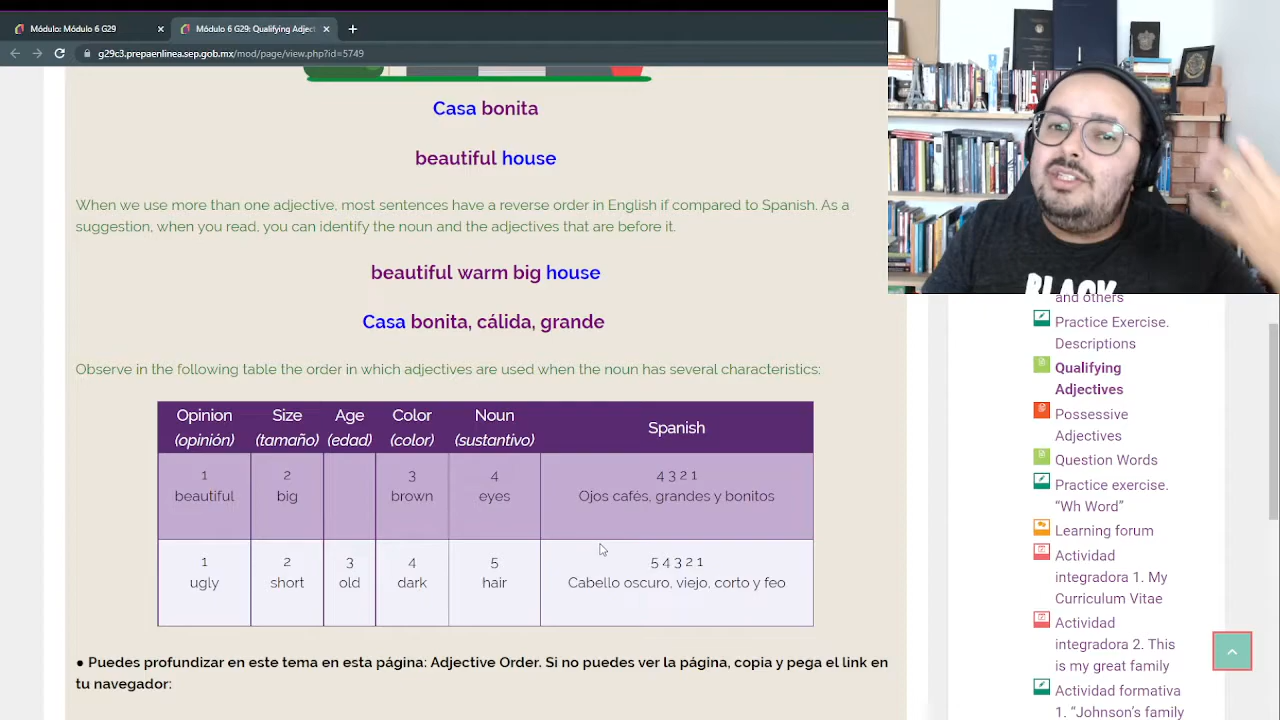 Módulo: Módulo 6 G29
Módulo 6 G29: Qualifying Adject
g29c3.prepaenlinea.sep.gob.mx/mod/page/view.php?id=5749
Casa bonita
beautiful house
When we use more than one adjective, most sentences have a reverse order in English if compared to Spanish. As a
suggestion, when you read, you can identify the noun and the adjectives that are before it.
beautiful warm big house
Casa bonita, cálida, grande
Observe in the following table the order in which adjectives are used when the noun has several characteristics:
Opinion Size Age Color Noun Spanish
(opinión) (tamaño) (edad) (color) (sustantivo)
1 2 3 4 4 3 2 1
beautiful big brown eyes Ojos cafés, grandes y bonitos
1 2 3 4 5 5 4 3 2 1
ugly short old dark hair Cabello oscuro, viejo, corto y feo
● Puedes profundizar en este tema en esta página: Adjective Order. Si no puedes ver la página, copia y pega el link en
tu navegador:
BLACK
and others
Practice Exercise.
Descriptions
Qualifying
Adjectives
Possessive
Adjectives
Question Words
Practice exercise.
“Wh Word”
Learning forum
Actividad
integradora 1. My
Curriculum Vitae
Actividad
integradora 2. This
is my great family
Actividad formativa
1. “Johnson's family